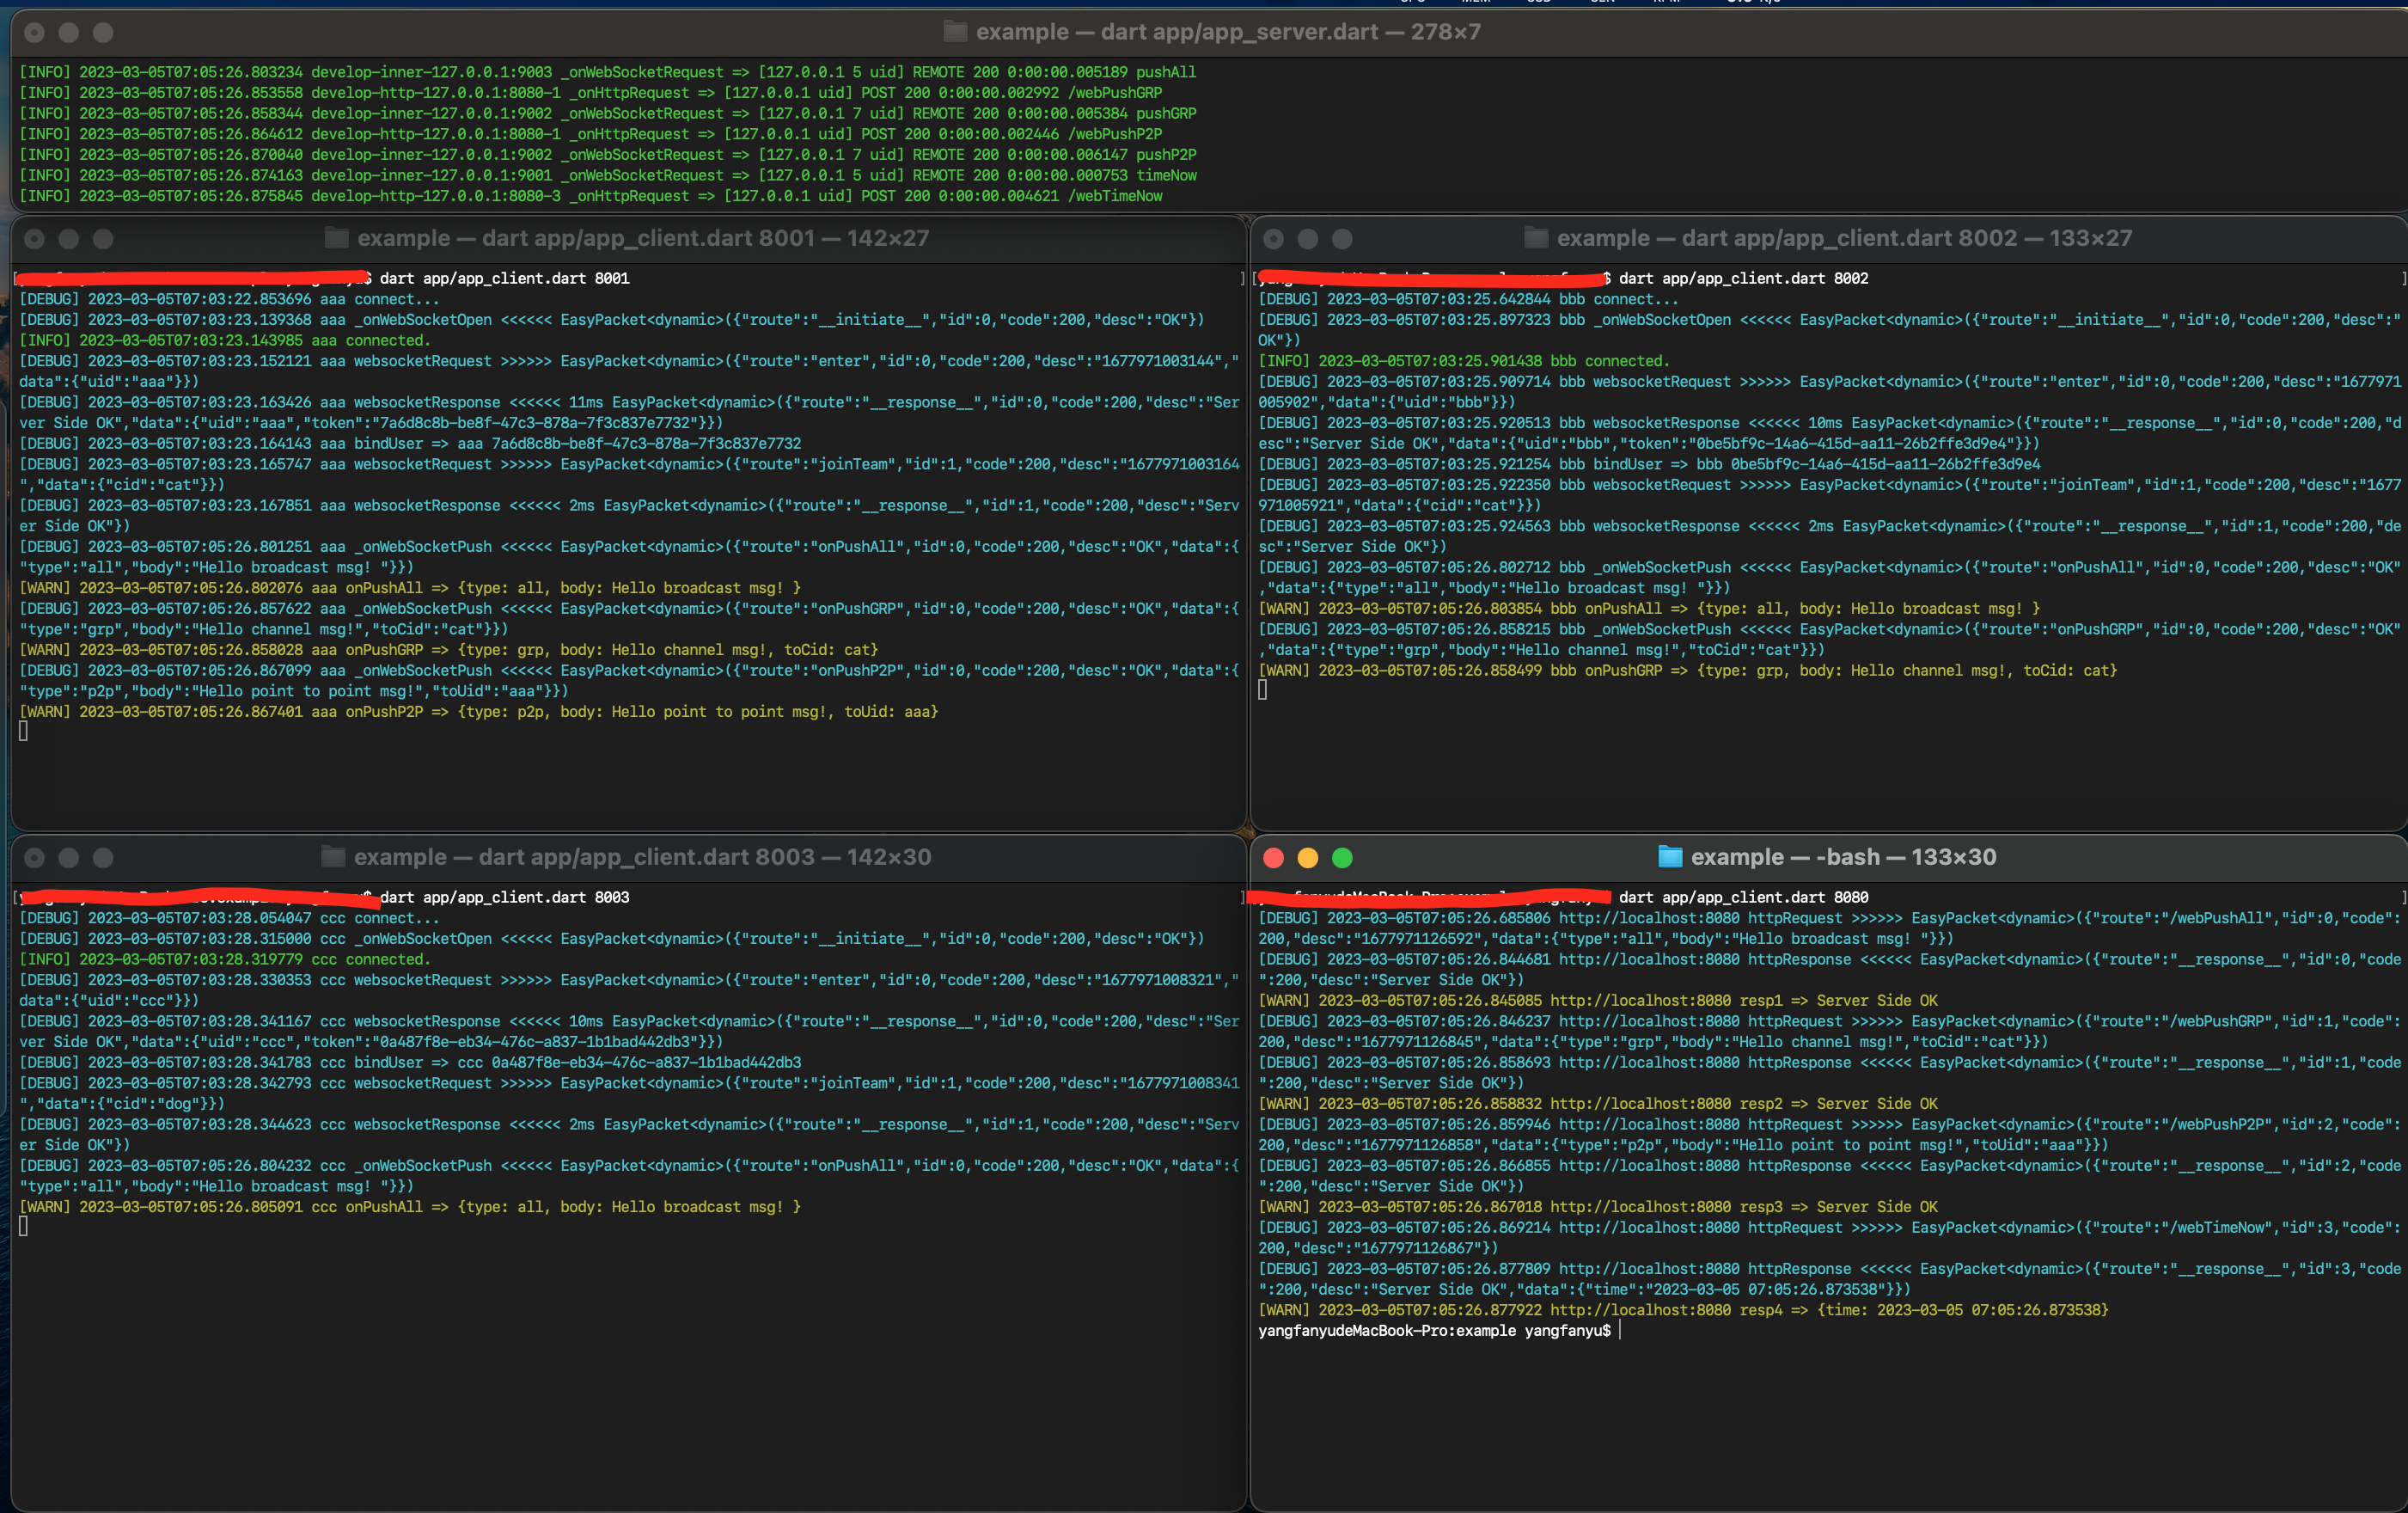 example — dart app/app_server.dart — 278×7
[INFO] 2023-03-05T07:05:26.803234 develop-inner-127.0.0.1:9003 _onWebSocketRequest => [127.0.0.1 5 uid] REMOTE 200 0:00:00.005189 pushAll
[INFO] 2023-03-05T07:05:26.853558 develop-http-127.0.0.1:8080-1 _onHttpRequest => [127.0.0.1 uid] POST 200 0:00:00.002992 /webPushGRP
[INFO] 2023-03-05T07:05:26.858344 develop-inner-127.0.0.1:9002 _onWebSocketRequest => [127.0.0.1 7 uid] REMOTE 200 0:00:00.005384 pushGRP
[INFO] 2023-03-05T07:05:26.864612 develop-http-127.0.0.1:8080-1 _onHttpRequest => [127.0.0.1 uid] POST 200 0:00:00.002446 /webPushP2P
[INFO] 2023-03-05T07:05:26.870040 develop-inner-127.0.0.1:9002 _onWebSocketRequest => [127.0.0.1 7 uid] REMOTE 200 0:00:00.006147 pushP2P
[INFO] 2023-03-05T07:05:26.874163 develop-inner-127.0.0.1:9001 _onWebSocketRequest => [127.0.0.1 5 uid] REMOTE 200 0:00:00.000753 timeNow
[INFO] 2023-03-05T07:05:26.875845 develop-http-127.0.0.1:8080-3 _onHttpRequest => [127.0.0.1 uid] POST 200 0:00:00.004621 /webTimeNow
example — dart app/app_client.dart 8001 — 142×27
$ dart app/app_client.dart 8001
[DEBUG] 2023-03-05T07:03:22.853696 aaa connect...
[DEBUG] 2023-03-05T07:03:23.139368 aaa _onWebSocketOpen <<<<<< EasyPacket<dynamic>({"route":"__initiate__","id":0,"code":200,"desc":"OK"})
[INFO] 2023-03-05T07:03:23.143985 aaa connected.
[DEBUG] 2023-03-05T07:03:23.152121 aaa websocketRequest >>>>>> EasyPacket<dynamic>({"route":"enter","id":0,"code":200,"desc":"1677971003144","
data":{"uid":"aaa"}})
[DEBUG] 2023-03-05T07:03:23.163426 aaa websocketResponse <<<<<< 11ms EasyPacket<dynamic>({"route":"__response__","id":0,"code":200,"desc":"Ser
ver Side OK","data":{"uid":"aaa","token":"7a6d8c8b-be8f-47c3-878a-7f3c837e7732"}})
[DEBUG] 2023-03-05T07:03:23.164143 aaa bindUser => aaa 7a6d8c8b-be8f-47c3-878a-7f3c837e7732
[DEBUG] 2023-03-05T07:03:23.165747 aaa websocketRequest >>>>>> EasyPacket<dynamic>({"route":"joinTeam","id":1,"code":200,"desc":"1677971003164
","data":{"cid":"cat"}})
[DEBUG] 2023-03-05T07:03:23.167851 aaa websocketResponse <<<<<< 2ms EasyPacket<dynamic>({"route":"__response__","id":1,"code":200,"desc":"Serv
er Side OK"})
[DEBUG] 2023-03-05T07:05:26.801251 aaa _onWebSocketPush <<<<<< EasyPacket<dynamic>({"route":"onPushAll","id":0,"code":200,"desc":"OK","data":{
"type":"all","body":"Hello broadcast msg! "}})
[WARN] 2023-03-05T07:05:26.802076 aaa onPushAll => {type: all, body: Hello broadcast msg! }
[DEBUG] 2023-03-05T07:05:26.857622 aaa _onWebSocketPush <<<<<< EasyPacket<dynamic>({"route":"onPushGRP","id":0,"code":200,"desc":"OK","data":{
"type":"grp","body":"Hello channel msg!","toCid":"cat"}})
[WARN] 2023-03-05T07:05:26.858028 aaa onPushGRP => {type: grp, body: Hello channel msg!, toCid: cat}
[DEBUG] 2023-03-05T07:05:26.867099 aaa _onWebSocketPush <<<<<< EasyPacket<dynamic>({"route":"onPushP2P","id":0,"code":200,"desc":"OK","data":{
"type":"p2p","body":"Hello point to point msg!","toUid":"aaa"}})
[WARN] 2023-03-05T07:05:26.867401 aaa onPushP2P => {type: p2p, body: Hello point to point msg!, toUid: aaa}
example — dart app/app_client.dart 8002 — 133×27
$ dart app/app_client.dart 8002
[DEBUG] 2023-03-05T07:03:25.642844 bbb connect...
[DEBUG] 2023-03-05T07:03:25.897323 bbb _onWebSocketOpen <<<<<< EasyPacket<dynamic>({"route":"__initiate__","id":0,"code":200,"desc":"
OK"})
[INFO] 2023-03-05T07:03:25.901438 bbb connected.
[DEBUG] 2023-03-05T07:03:25.909714 bbb websocketRequest >>>>>> EasyPacket<dynamic>({"route":"enter","id":0,"code":200,"desc":"1677971
005902","data":{"uid":"bbb"}})
[DEBUG] 2023-03-05T07:03:25.920513 bbb websocketResponse <<<<<< 10ms EasyPacket<dynamic>({"route":"__response__","id":0,"code":200,"d
esc":"Server Side OK","data":{"uid":"bbb","token":"0be5bf9c-14a6-415d-aa11-26b2ffe3d9e4"}})
[DEBUG] 2023-03-05T07:03:25.921254 bbb bindUser => bbb 0be5bf9c-14a6-415d-aa11-26b2ffe3d9e4
[DEBUG] 2023-03-05T07:03:25.922350 bbb websocketRequest >>>>>> EasyPacket<dynamic>({"route":"joinTeam","id":1,"code":200,"desc":"1677
971005921","data":{"cid":"cat"}})
[DEBUG] 2023-03-05T07:03:25.924563 bbb websocketResponse <<<<<< 2ms EasyPacket<dynamic>({"route":"__response__","id":1,"code":200,"de
sc":"Server Side OK"})
[DEBUG] 2023-03-05T07:05:26.802712 bbb _onWebSocketPush <<<<<< EasyPacket<dynamic>({"route":"onPushAll","id":0,"code":200,"desc":"OK"
,"data":{"type":"all","body":"Hello broadcast msg! "}})
[WARN] 2023-03-05T07:05:26.803854 bbb onPushAll => {type: all, body: Hello broadcast msg! }
[DEBUG] 2023-03-05T07:05:26.858215 bbb _onWebSocketPush <<<<<< EasyPacket<dynamic>({"route":"onPushGRP","id":0,"code":200,"desc":"OK"
,"data":{"type":"grp","body":"Hello channel msg!","toCid":"cat"}})
[WARN] 2023-03-05T07:05:26.858499 bbb onPushGRP => {type: grp, body: Hello channel msg!, toCid: cat}
example — dart app/app_client.dart 8003 — 142×30
$ dart app/app_client.dart 8003
[DEBUG] 2023-03-05T07:03:28.054047 ccc connect...
[DEBUG] 2023-03-05T07:03:28.315000 ccc _onWebSocketOpen <<<<<< EasyPacket<dynamic>({"route":"__initiate__","id":0,"code":200,"desc":"OK"})
[INFO] 2023-03-05T07:03:28.319779 ccc connected.
[DEBUG] 2023-03-05T07:03:28.330353 ccc websocketRequest >>>>>> EasyPacket<dynamic>({"route":"enter","id":0,"code":200,"desc":"1677971008321","
data":{"uid":"ccc"}})
[DEBUG] 2023-03-05T07:03:28.341167 ccc websocketResponse <<<<<< 10ms EasyPacket<dynamic>({"route":"__response__","id":0,"code":200,"desc":"Ser
ver Side OK","data":{"uid":"ccc","token":"0a487f8e-eb34-476c-a837-1b1bad442db3"}})
[DEBUG] 2023-03-05T07:03:28.341783 ccc bindUser => ccc 0a487f8e-eb34-476c-a837-1b1bad442db3
[DEBUG] 2023-03-05T07:03:28.342793 ccc websocketRequest >>>>>> EasyPacket<dynamic>({"route":"joinTeam","id":1,"code":200,"desc":"1677971008341
","data":{"cid":"dog"}})
[DEBUG] 2023-03-05T07:03:28.344623 ccc websocketResponse <<<<<< 2ms EasyPacket<dynamic>({"route":"__response__","id":1,"code":200,"desc":"Serv
er Side OK"})
[DEBUG] 2023-03-05T07:05:26.804232 ccc _onWebSocketPush <<<<<< EasyPacket<dynamic>({"route":"onPushAll","id":0,"code":200,"desc":"OK","data":{
"type":"all","body":"Hello broadcast msg! "}})
[WARN] 2023-03-05T07:05:26.805091 ccc onPushAll => {type: all, body: Hello broadcast msg! }
example — -bash — 133×30
dart app/app_client.dart 8080
[DEBUG] 2023-03-05T07:05:26.685806 http://localhost:8080 httpRequest >>>>>> EasyPacket<dynamic>({"route":"/webPushAll","id":0,"code":
200,"desc":"1677971126592","data":{"type":"all","body":"Hello broadcast msg! "}})
[DEBUG] 2023-03-05T07:05:26.844681 http://localhost:8080 httpResponse <<<<<< EasyPacket<dynamic>({"route":"__response__","id":0,"code
":200,"desc":"Server Side OK"})
[WARN] 2023-03-05T07:05:26.845085 http://localhost:8080 resp1 => Server Side OK
[DEBUG] 2023-03-05T07:05:26.846237 http://localhost:8080 httpRequest >>>>>> EasyPacket<dynamic>({"route":"/webPushGRP","id":1,"code":
200,"desc":"1677971126845","data":{"type":"grp","body":"Hello channel msg!","toCid":"cat"}})
[DEBUG] 2023-03-05T07:05:26.858693 http://localhost:8080 httpResponse <<<<<< EasyPacket<dynamic>({"route":"__response__","id":1,"code
":200,"desc":"Server Side OK"})
[WARN] 2023-03-05T07:05:26.858832 http://localhost:8080 resp2 => Server Side OK
[DEBUG] 2023-03-05T07:05:26.859946 http://localhost:8080 httpRequest >>>>>> EasyPacket<dynamic>({"route":"/webPushP2P","id":2,"code":
200,"desc":"1677971126858","data":{"type":"p2p","body":"Hello point to point msg!","toUid":"aaa"}})
[DEBUG] 2023-03-05T07:05:26.866855 http://localhost:8080 httpResponse <<<<<< EasyPacket<dynamic>({"route":"__response__","id":2,"code
":200,"desc":"Server Side OK"})
[WARN] 2023-03-05T07:05:26.867018 http://localhost:8080 resp3 => Server Side OK
[DEBUG] 2023-03-05T07:05:26.869214 http://localhost:8080 httpRequest >>>>>> EasyPacket<dynamic>({"route":"/webTimeNow","id":3,"code":
200,"desc":"1677971126867"})
[DEBUG] 2023-03-05T07:05:26.877809 http://localhost:8080 httpResponse <<<<<< EasyPacket<dynamic>({"route":"__response__","id":3,"code
":200,"desc":"Server Side OK","data":{"time":"2023-03-05 07:05:26.873538"}})
[WARN] 2023-03-05T07:05:26.877922 http://localhost:8080 resp4 => {time: 2023-03-05 07:05:26.873538}
yangfanyudeMacBook-Pro:example yangfanyu$